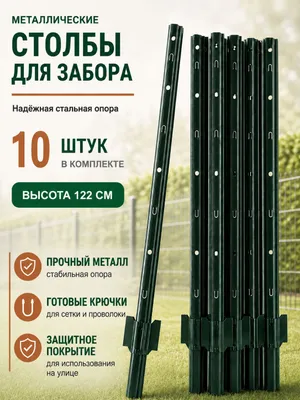 МЕТАЛЛИЧЕСКИЕ
СТОЛБЫ
ДЛЯ ЗАБОРА
Надёжная стальная опора
10 ШТУК
В КОМПЛЕКТЕ
ВЫСОТА 122 СМ
ПРОЧНЫЙ МЕТАЛЛ
стабильная опора
ГОТОВЫЕ КРЮЧКИ
для сетки и проволоки
ЗАЩИТНОЕ
ПОКРЫТИЕ
для использования
на улице